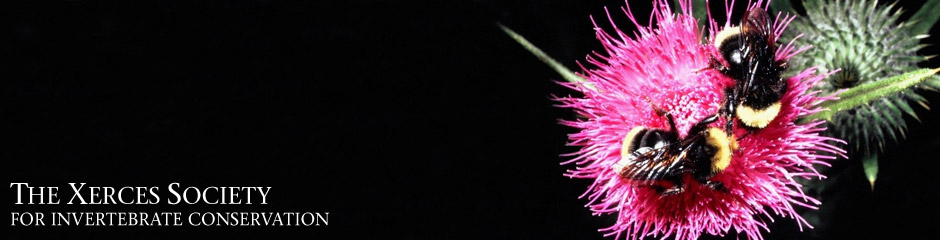 THE XERCES SOCIETY
FOR INVERTEBRATE CONSERVATION